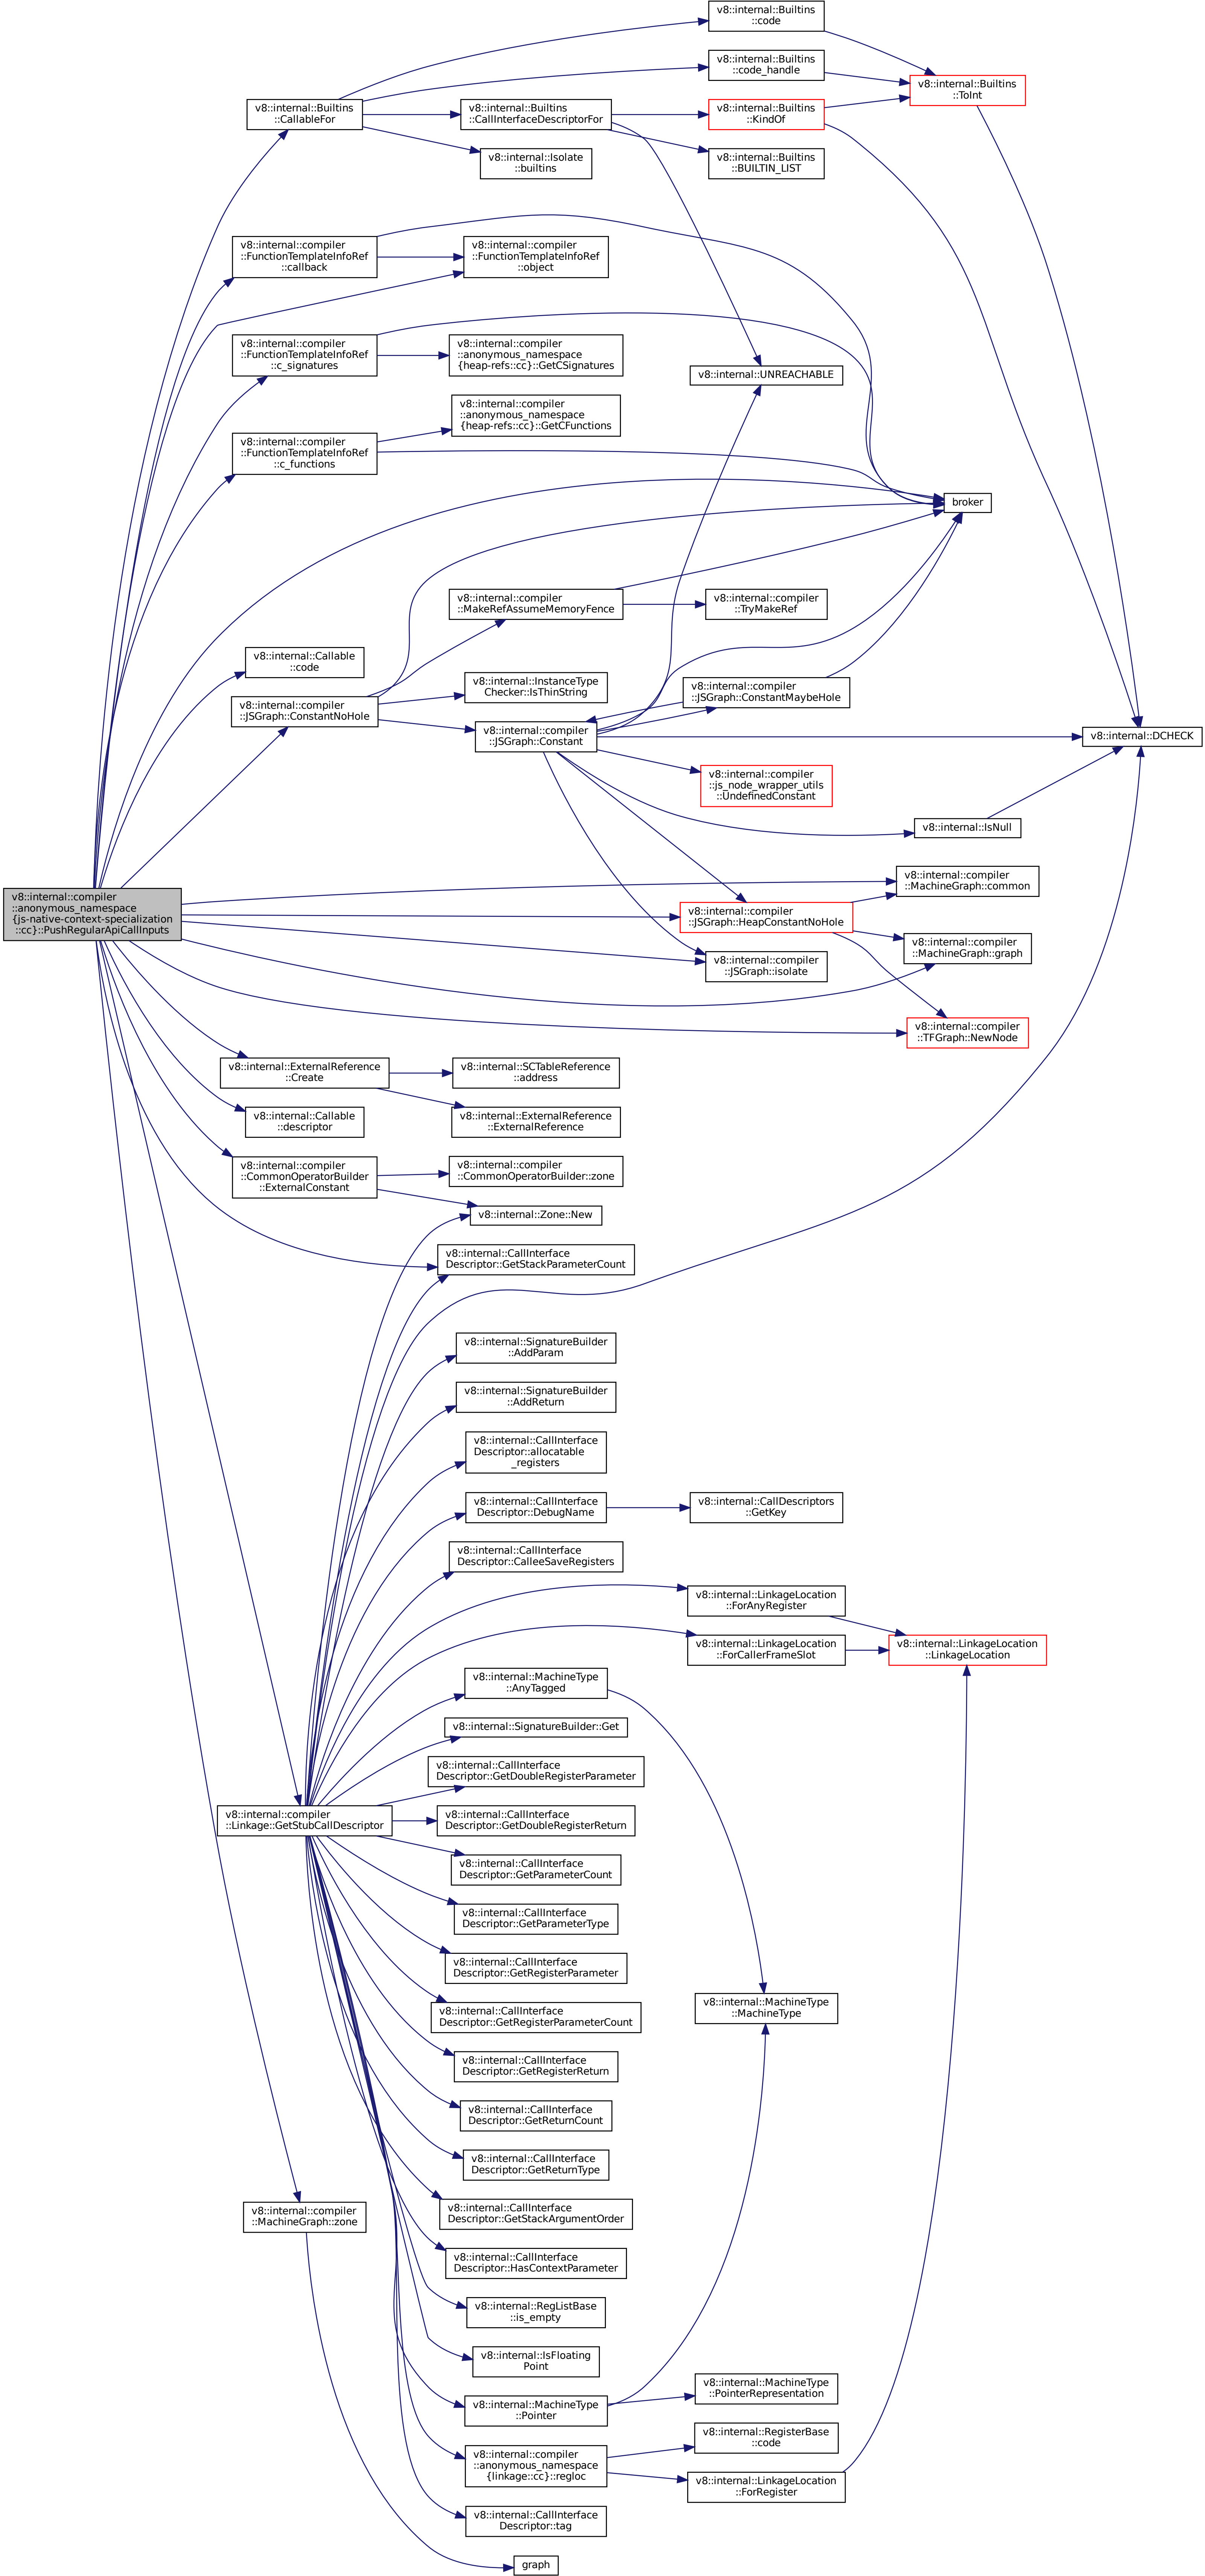 v8::internal::Builtins
::code
v8::internal::Builtins
::code_handle
v8::internal::Builtins
::ToInt
v8::internal::Builtins
::CallableFor
v8::internal::Builtins
::CallInterfaceDescriptorFor
v8::internal::Builtins
::KindOf
v8::internal::Isolate
::builtins
v8::internal::Builtins
::BUILTIN_LIST
v8::internal::compiler
::FunctionTemplateInfoRef
::callback
v8::internal::compiler
::FunctionTemplateInfoRef
::object
v8::internal::compiler
::FunctionTemplateInfoRef
::c_signatures
v8::internal::compiler
::anonymous_namespace
{heap-refs::cc}::GetCSignatures
v8::internal::UNREACHABLE
v8::internal::compiler
::anonymous_namespace
{heap-refs::cc}::GetCFunctions
v8::internal::compiler
::FunctionTemplateInfoRef
::c_functions
broker
v8::internal::compiler
::MakeRefAssumeMemoryFence
v8::internal::compiler
::TryMakeRef
v8::internal::Callable
::code
v8::internal::InstanceType
Checker::IsThinString
v8::internal::compiler
::JSGraph::ConstantMaybeHole
v8::internal::compiler
::JSGraph::ConstantNoHole
v8::internal::compiler
::JSGraph::Constant
v8::internal::DCHECK
v8::internal::compiler
::js_node_wrapper_utils
::UndefinedConstant
v8::internal::IsNull
v8::internal::compiler
::MachineGraph::common
v8::internal::compiler
::anonymous_namespace
{js-native-context-specialization
::cc}::PushRegularApiCallInputs
v8::internal::compiler
::JSGraph::HeapConstantNoHole
v8::internal::compiler
::MachineGraph::graph
v8::internal::compiler
::JSGraph::isolate
v8::internal::compiler
::TFGraph::NewNode
v8::internal::ExternalReference
::Create
v8::internal::SCTableReference
::address
v8::internal::Callable
::descriptor
v8::internal::ExternalReference
::ExternalReference
v8::internal::compiler
::CommonOperatorBuilder
::ExternalConstant
v8::internal::compiler
::CommonOperatorBuilder::zone
v8::internal::Zone::New
v8::internal::CallInterface
Descriptor::GetStackParameterCount
v8::internal::SignatureBuilder
::AddParam
v8::internal::SignatureBuilder
::AddReturn
v8::internal::CallInterface
Descriptor::allocatable
_registers
v8::internal::CallInterface
Descriptor::DebugName
v8::internal::CallDescriptors
::GetKey
v8::internal::CallInterface
Descriptor::CalleeSaveRegisters
v8::internal::LinkageLocation
::ForAnyRegister
v8::internal::LinkageLocation
::ForCallerFrameSlot
v8::internal::LinkageLocation
::LinkageLocation
v8::internal::MachineType
::AnyTagged
v8::internal::SignatureBuilder::Get
v8::internal::CallInterface
Descriptor::GetDoubleRegisterParameter
v8::internal::compiler
::Linkage::GetStubCallDescriptor
v8::internal::CallInterface
Descriptor::GetDoubleRegisterReturn
v8::internal::CallInterface
Descriptor::GetParameterCount
v8::internal::CallInterface
Descriptor::GetParameterType
v8::internal::CallInterface
Descriptor::GetRegisterParameter
v8::internal::CallInterface
Descriptor::GetRegisterParameterCount
v8::internal::MachineType
::MachineType
v8::internal::CallInterface
Descriptor::GetRegisterReturn
v8::internal::CallInterface
Descriptor::GetReturnCount
v8::internal::CallInterface
Descriptor::GetReturnType
v8::internal::compiler
::MachineGraph::zone
v8::internal::CallInterface
Descriptor::GetStackArgumentOrder
v8::internal::CallInterface
Descriptor::HasContextParameter
v8::internal::RegListBase
::is_empty
v8::internal::IsFloating
Point
v8::internal::MachineType
::Pointer
v8::internal::MachineType
::PointerRepresentation
v8::internal::compiler
::anonymous_namespace
{linkage::cc}::regloc
v8::internal::RegisterBase
::code
v8::internal::LinkageLocation
::ForRegister
v8::internal::CallInterface
Descriptor::tag
graph